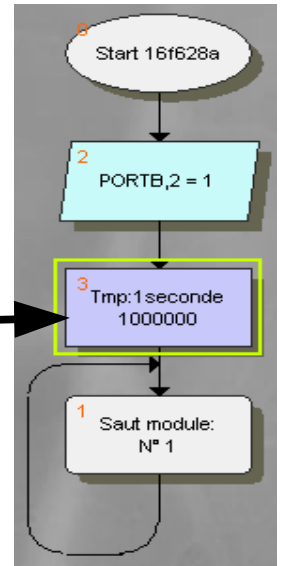 0
Start 16f628a
2
PORTB,2 = 1
3
Tmp:1seconde
1000000
1
Saut module:
N° 1